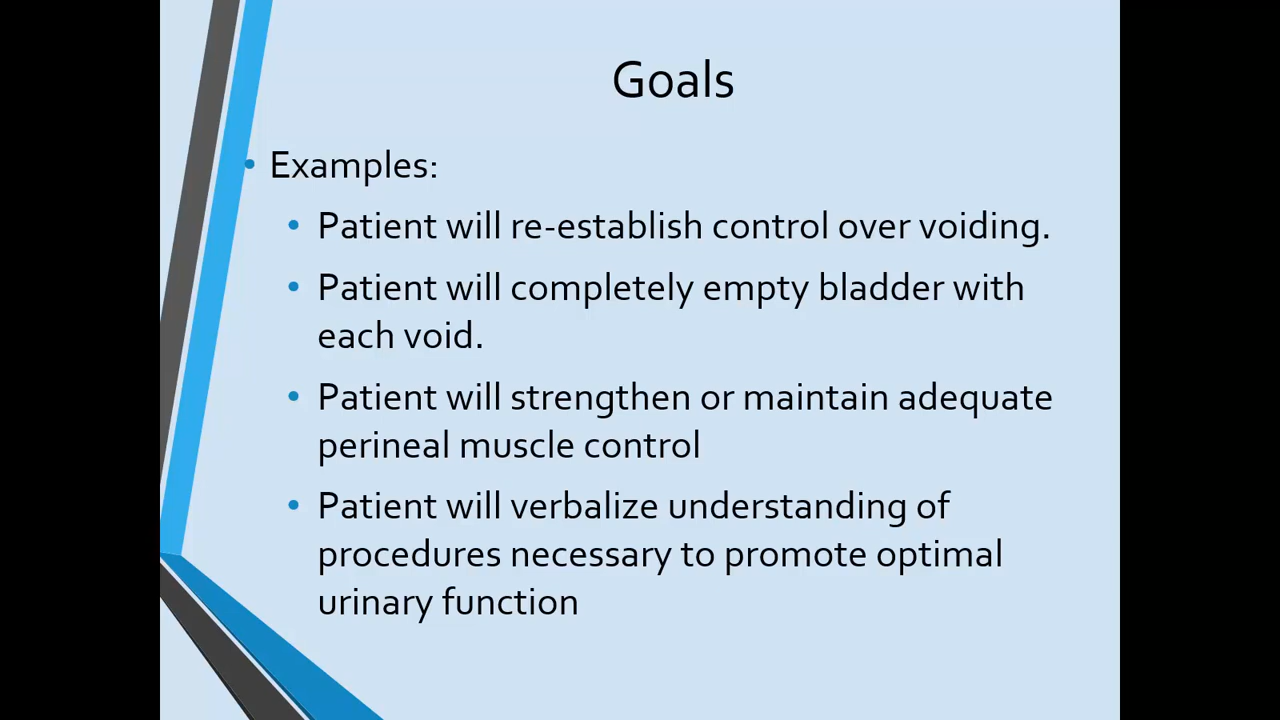 Goals
• Examples:
• Patient will re-establish control over voiding.
• Patient will completely empty bladder with
each void.
• Patient will strengthen or maintain adequate
perineal muscle control
• Patient will verbalize understanding of
procedures necessary to promote optimal
urinary function